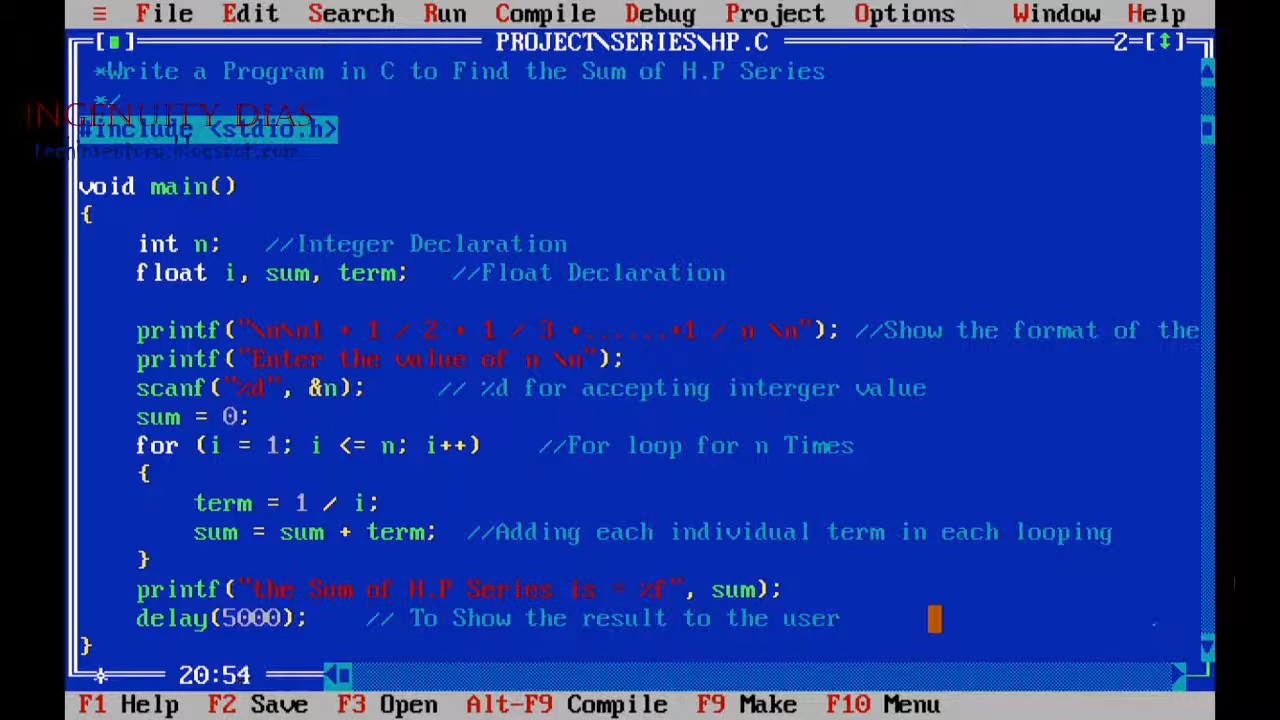 ≡ File Edit Search Run Compile Debug Project Options Window Help
[■] PROJECT\SERIES\HP.C 2=[↕]
*Write a Program in C to Find the Sum of H.P Series
*/
INGENUITY DIAS
#include <stdio.h>
void main()
{
int n; //Integer Declaration
float i, sum, term; //Float Declaration
printf("\n\n1 + 1 / 2 + 1 / 3 +......+1 / n \n"); //Show the format of the
printf("Enter the value of n \n");
scanf("%d", &n); // %d for accepting interger value
sum = 0;
for (i = 1; i <= n; i++) //For loop for n Times
{
term = 1 / i;
sum = sum + term; //Adding each individual term in each looping
}
printf("the Sum of H.P Series is = %f", sum);
delay(5000); // To Show the result to the user
}
20:54
F1 Help F2 Save F3 Open Alt-F9 Compile F9 Make F10 Menu